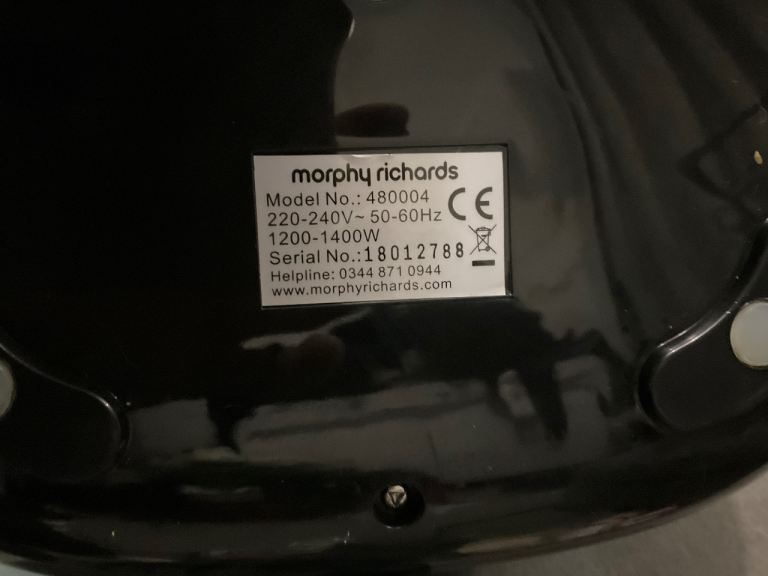 morphy richards
Model No.: 480004
220-240V~ 50-60Hz
1200-1400W
Serial No.:18012788
Helpline: 0344 871 0944
www.morphyrichards.com
CE